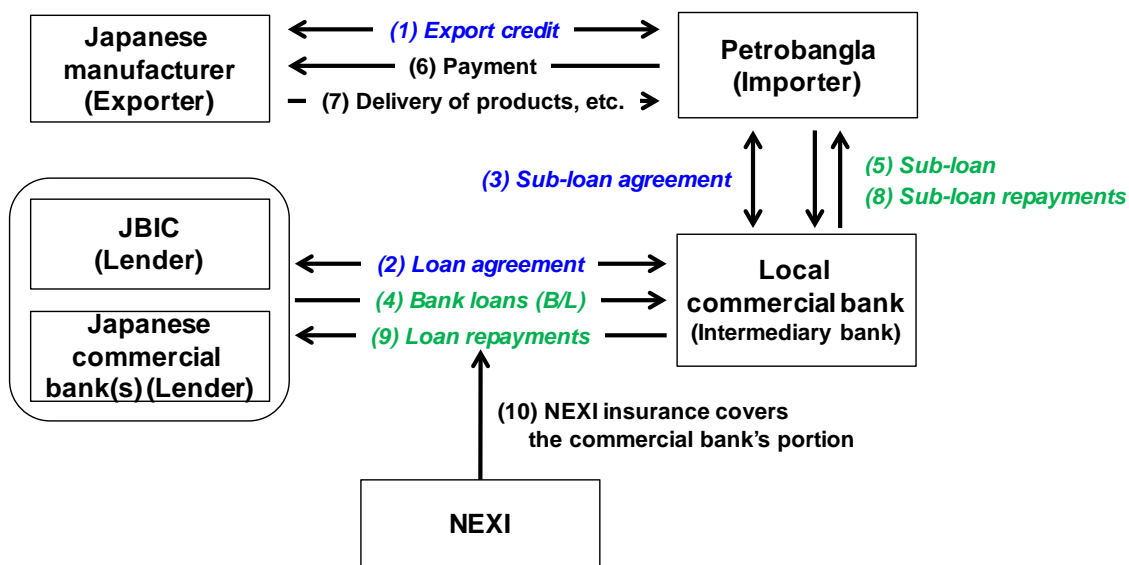 Japanese
manufacturer
(Exporter)
(1) Export credit
(6) Payment
(7) Delivery of products, etc.
Petrobangla
(Importer)
(3) Sub-loan agreement
(5) Sub-loan
(8) Sub-loan repayments
JBIC
(Lender)
Japanese
commercial
bank(s) (Lender)
(2) Loan agreement
(4) Bank loans (B/L)
(9) Loan repayments
Local
commercial bank
(Intermediary bank)
(10) NEXI insurance covers
the commercial bank's portion
NEXI